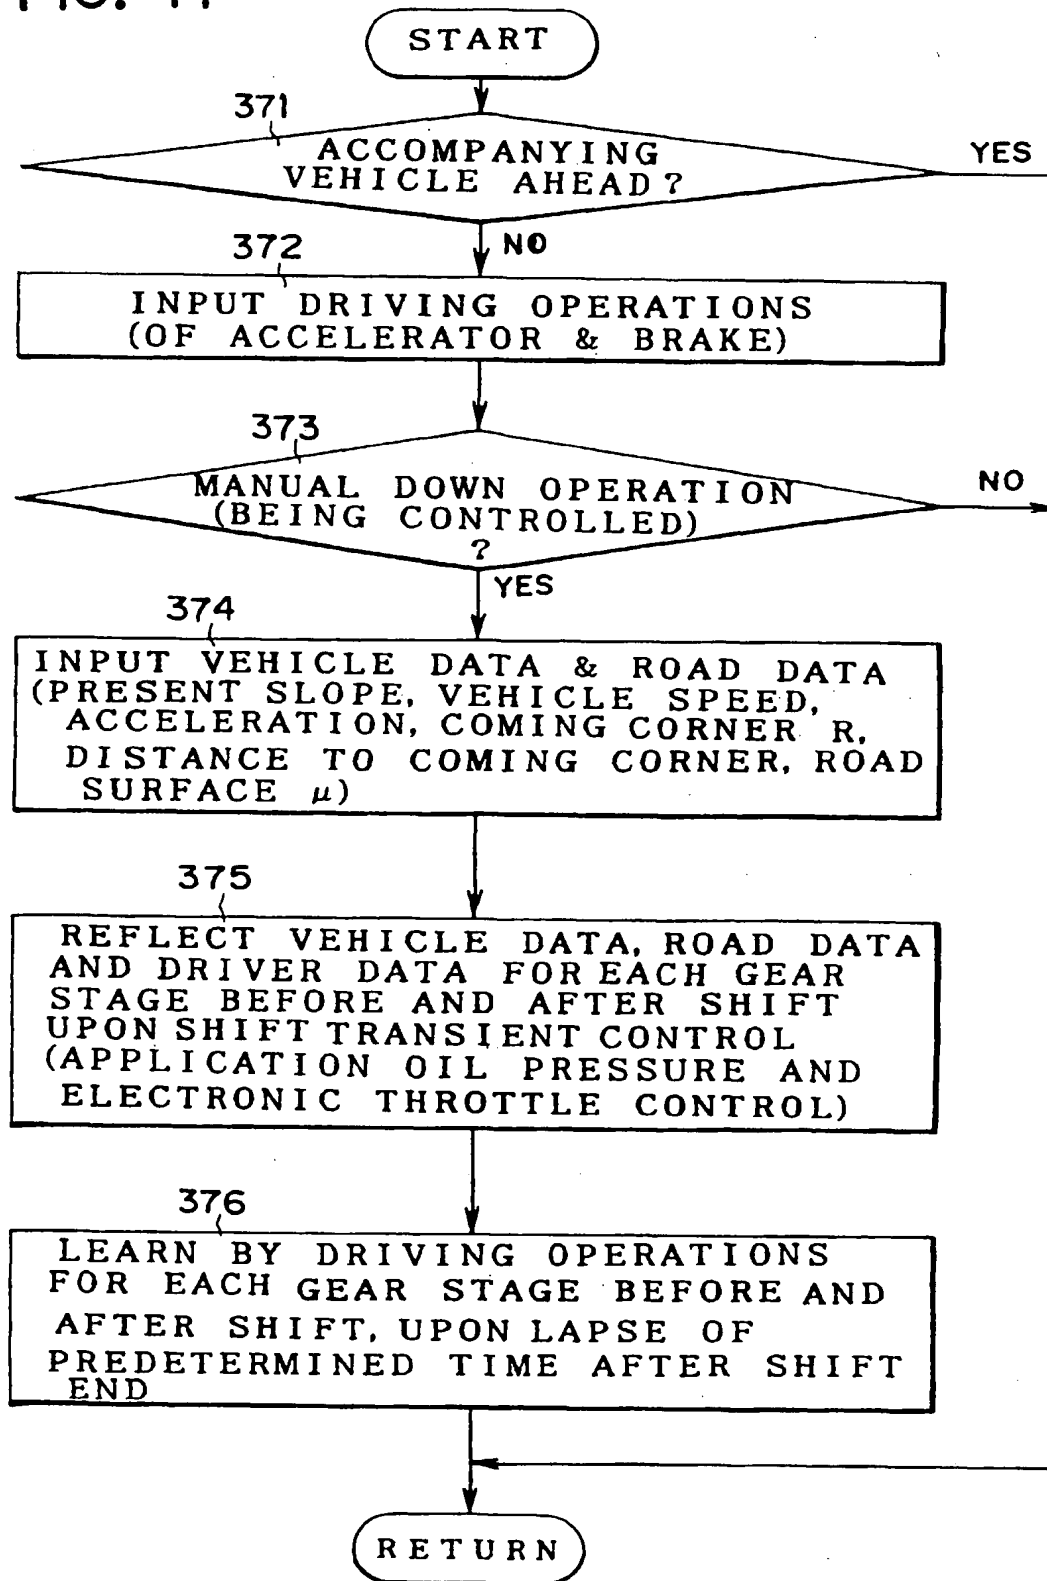 START
371
ACCOMPANYING
VEHICLE AHEAD?
YES
NO
372
INPUT DRIVING OPERATIONS
(OF ACCELERATOR & BRAKE)
373
MANUAL DOWN OPERATION
(BEING CONTROLLED)
?
NO
YES
374
INPUT VEHICLE DATA & ROAD DATA
(PRESENT SLOPE, VEHICLE SPEED,
ACCELERATION, COMING CORNER R,
DISTANCE TO COMING CORNER, ROAD
SURFACE μ)
375
REFLECT VEHICLE DATA, ROAD DATA
AND DRIVER DATA FOR EACH GEAR
STAGE BEFORE AND AFTER SHIFT
UPON SHIFT TRANSIENT CONTROL
(APPLICATION OIL PRESSURE AND
ELECTRONIC THROTTLE CONTROL)
376
LEARN BY DRIVING OPERATIONS
FOR EACH GEAR STAGE BEFORE AND
AFTER SHIFT, UPON LAPSE OF
PREDETERMINED TIME AFTER SHIFT
END
RETURN